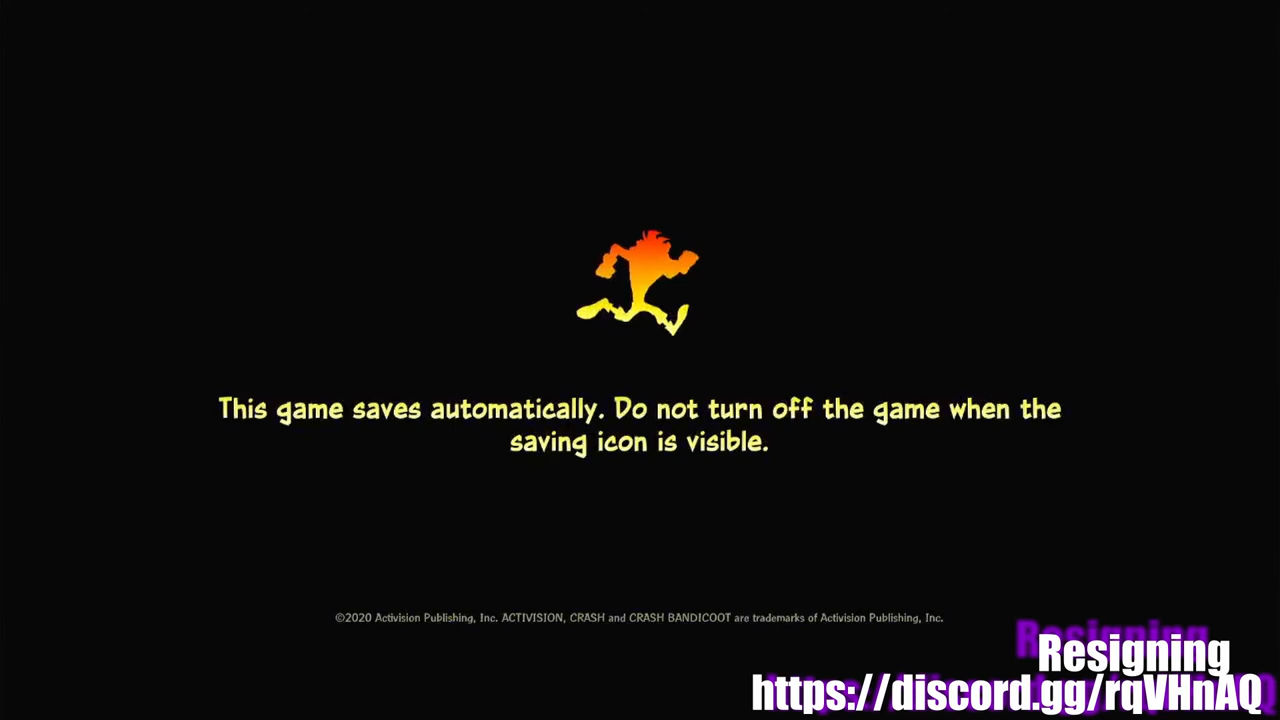 This game saves automatically. Do not turn off the game when the
saving icon is visible.
©2020 Activision Publishing, Inc. ACTIVISION, CRASH and CRASH BANDICOOT are trademarks of Activision Publishing, Inc.
Resigning
https://discord.gg/rqVHnAQ